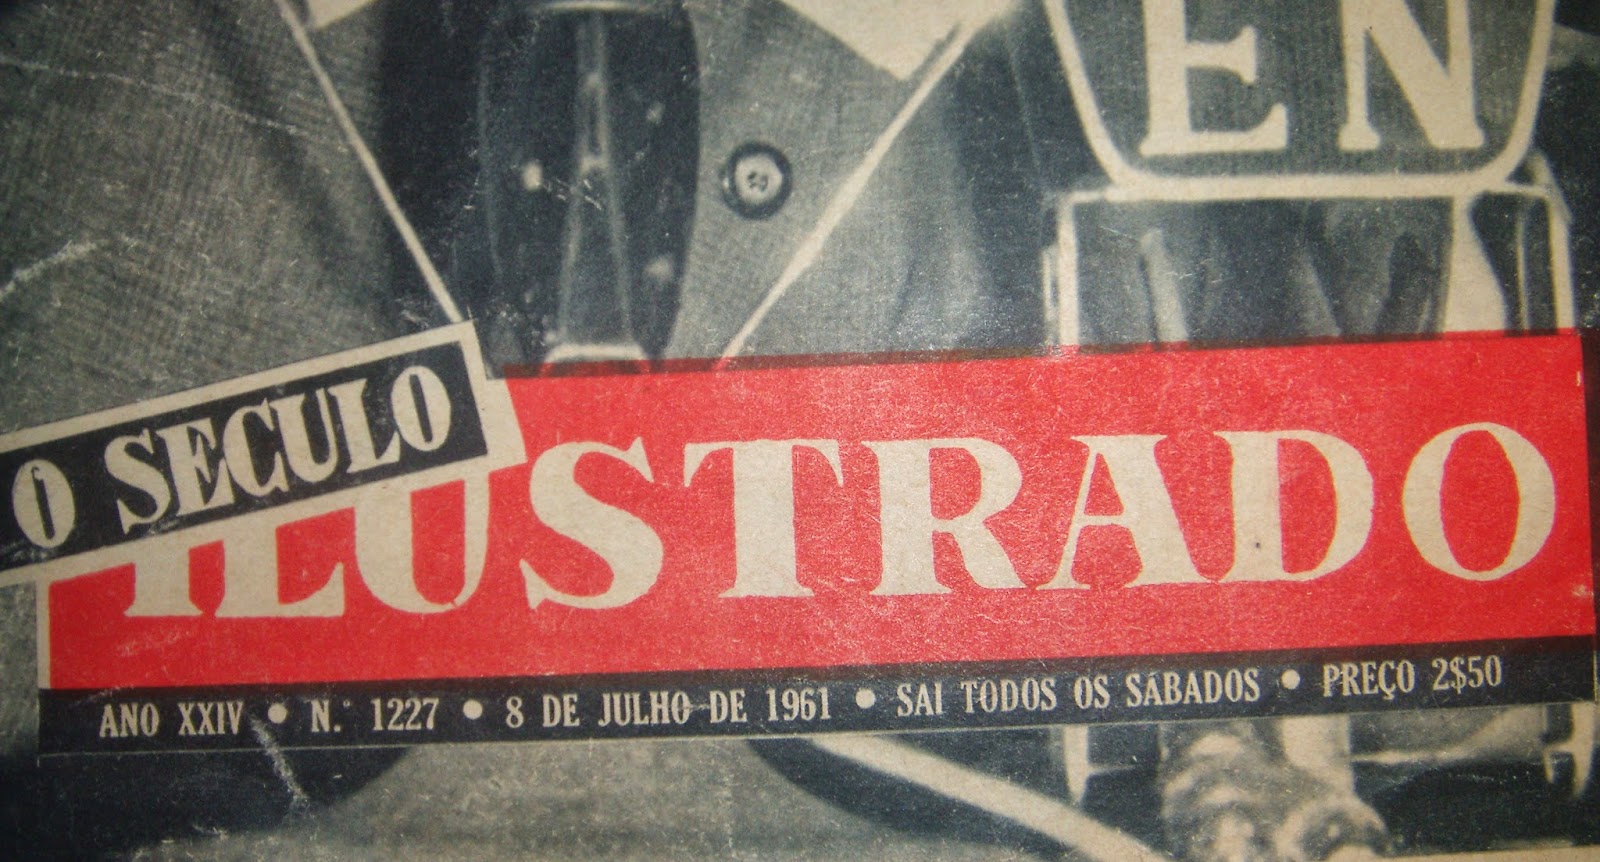 EN
O SECULO
ILUSTRADO
ANO XXIV • N.º 1227 • 8 DE JULHO DE 1961 • SAI TODOS OS SÁBADOS • PREÇO 2$50